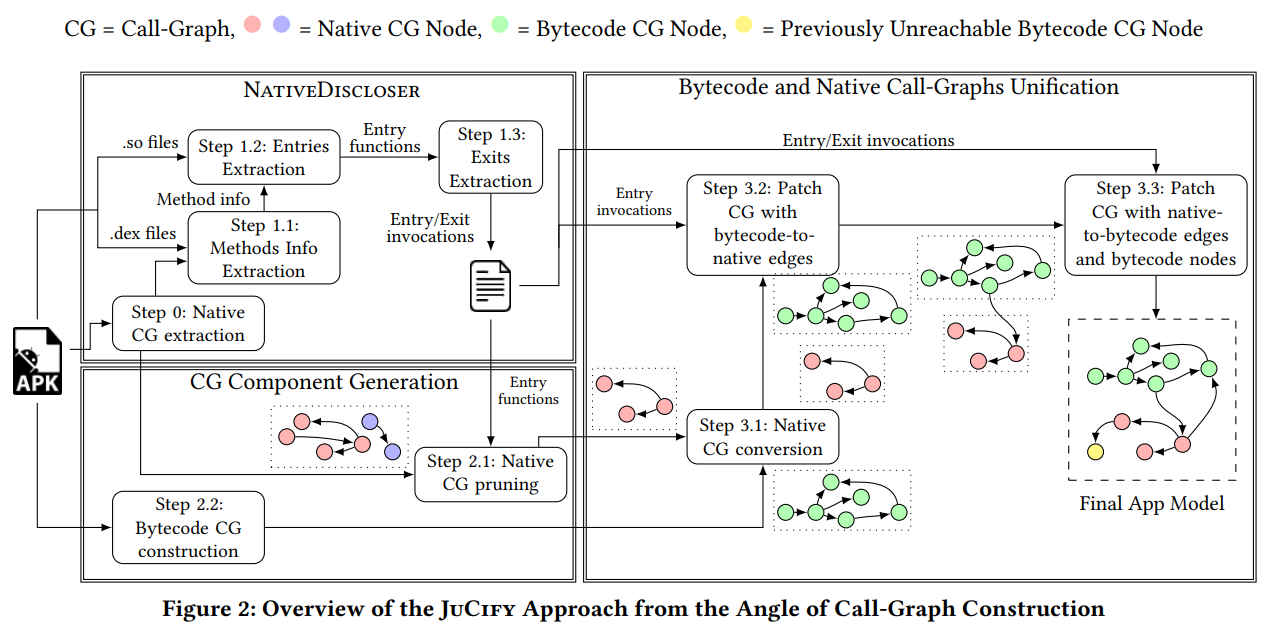 CG = Call-Graph, = Native CG Node, = Bytecode CG Node, = Previously Unreachable Bytecode CG Node
NATIVEDISCLOSER
.so files
Step 1.2: Entries
Extraction
Entry
functions
Step 1.3:
Exits
Extraction
Method info
.dex files
Step 1.1:
Methods Info
Extraction
Entry/Exit
invocations
Step 0: Native
CG extraction
APK
CG Component Generation
Entry
functions
Step 2.1: Native
CG pruning
Step 2.2:
Bytecode CG
construction
Bytecode and Native Call-Graphs Unification
Entry/Exit invocations
Entry
invocations
Step 3.2: Patch
CG with
bytecode-to-
native edges
Step 3.3: Patch
CG with native-
to-bytecode edges
and bytecode nodes
Step 3.1: Native
CG conversion
Final App Model
Figure 2: Overview of the JUCIFY Approach from the Angle of Call-Graph Construction